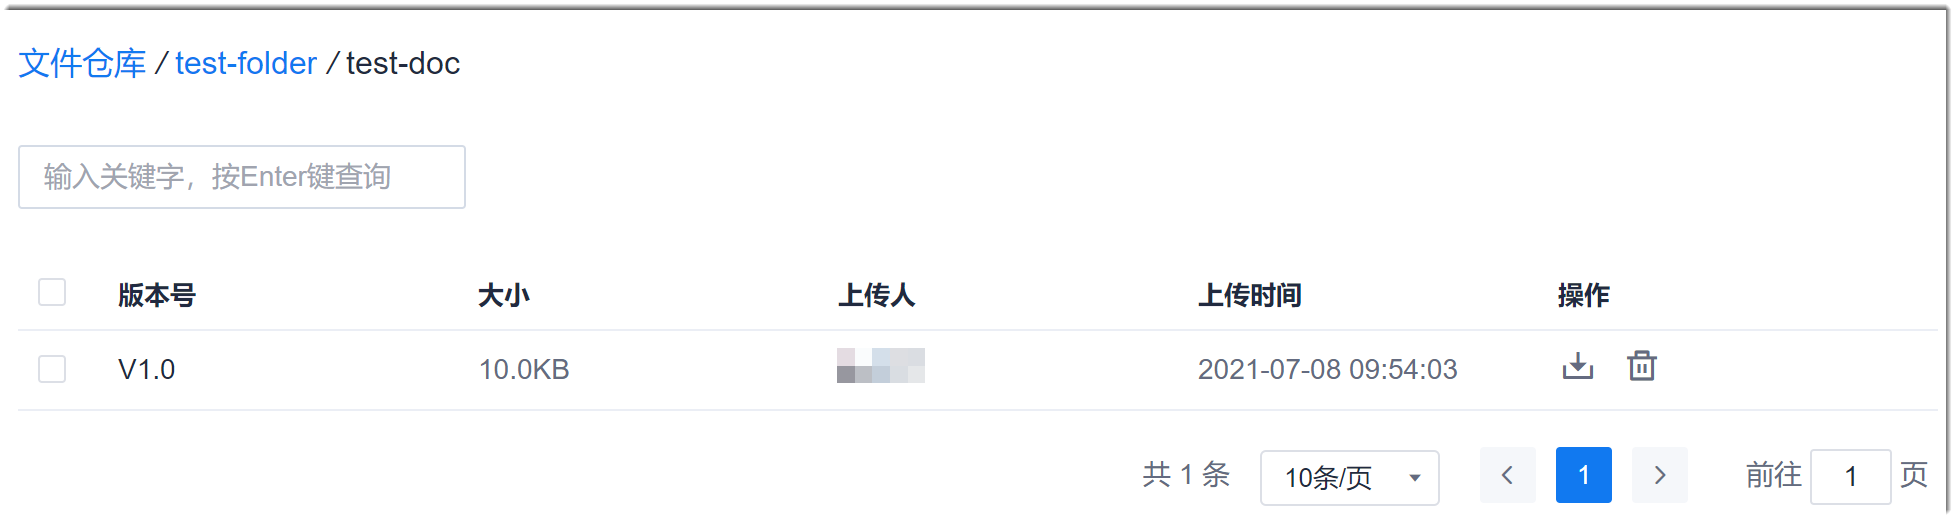 文件仓库 / test-folder / test-doc
输入关键字，按Enter键查询
版本号 大小 上传人 上传时间 操作
V1.0 10.0KB 2021-07-08 09:54:03
共 1 条 10条/页 1 前往 1 页